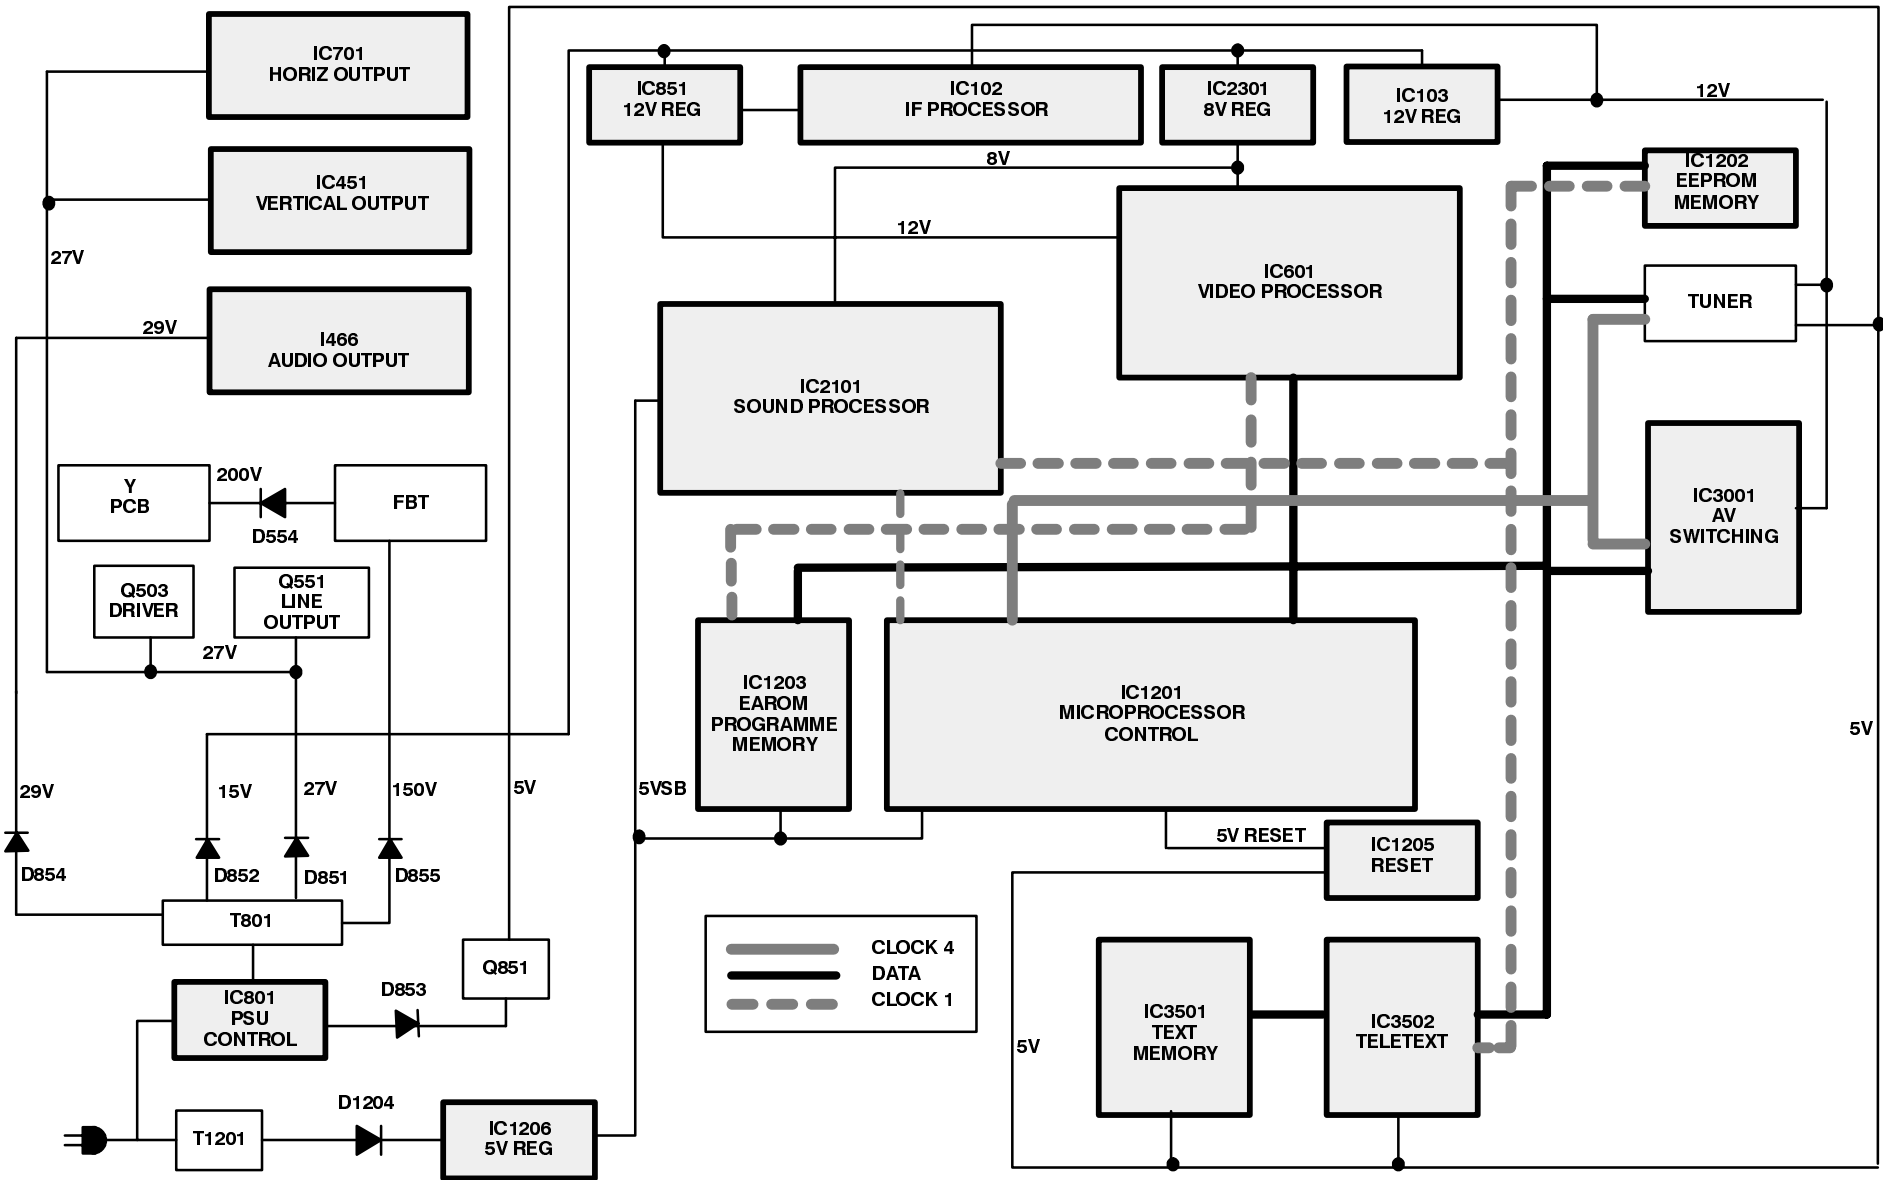 IC701
HORIZ OUTPUT
IC451
VERTICAL OUTPUT
27V
29V
I466
AUDIO OUTPUT
Y
PCB
200V
D554
FBT
Q503
DRIVER
Q551
LINE
OUTPUT
27V
29V
15V
27V
150V
5V
D854
D852
D851
D855
T801
IC801
PSU
CONTROL
D853
Q851
T1201
D1204
IC1206
5V REG
IC851
12V REG
IC102
IF PROCESSOR
IC2301
8V REG
IC103
12V REG
12V
8V
12V
IC1202
EEPROM
MEMORY
IC601
VIDEO PROCESSOR
TUNER
IC2101
SOUND PROCESSOR
IC3001
AV
SWITCHING
IC1203
EAROM
PROGRAMME
MEMORY
IC1201
MICROPROCESSOR
CONTROL
5VSB
5V
5V RESET
IC1205
RESET
CLOCK 4
DATA
CLOCK 1
5V
IC3501
TEXT
MEMORY
IC3502
TELETEXT